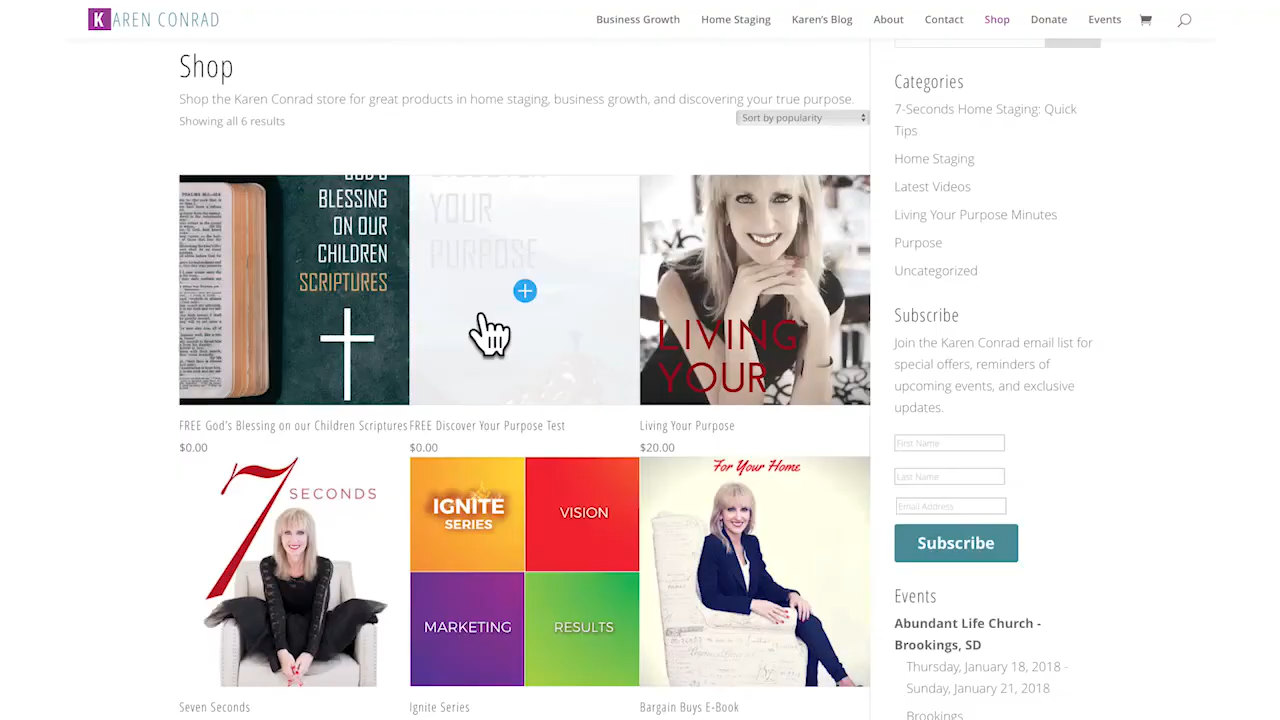 KAREN CONRAD
Business Growth
Home Staging
Karen's Blog
About
Contact
Shop
Donate
Events
Shop
Shop the Karen Conrad store for great products in home staging, business growth, and discovering your true purpose.
Showing all 6 results
Sort by popularity
GOD'S
BLESSING
ON OUR
CHILDREN
SCRIPTURES
DISCOVER
YOUR
PURPOSE
LIVING
YOUR
FREE God's Blessing on our Children Scriptures
$0.00
FREE Discover Your Purpose Test
$0.00
Living Your Purpose
$20.00
7 SECONDS
IGNITE
SERIES
VISION
MARKETING
RESULTS
For Your Home
Seven Seconds
Ignite Series
Bargain Buys E-Book
Categories
7-Seconds Home Staging: Quick
Tips
Home Staging
Latest Videos
Living Your Purpose Minutes
Purpose
Uncategorized
Subscribe
Join the Karen Conrad email list for
special offers, reminders of
upcoming events, and exclusive
updates.
First Name
Last Name
Email Address
Subscribe
Events
Abundant Life Church -
Brookings, SD
Thursday, January 18, 2018 -
Sunday, January 21, 2018
Brookings